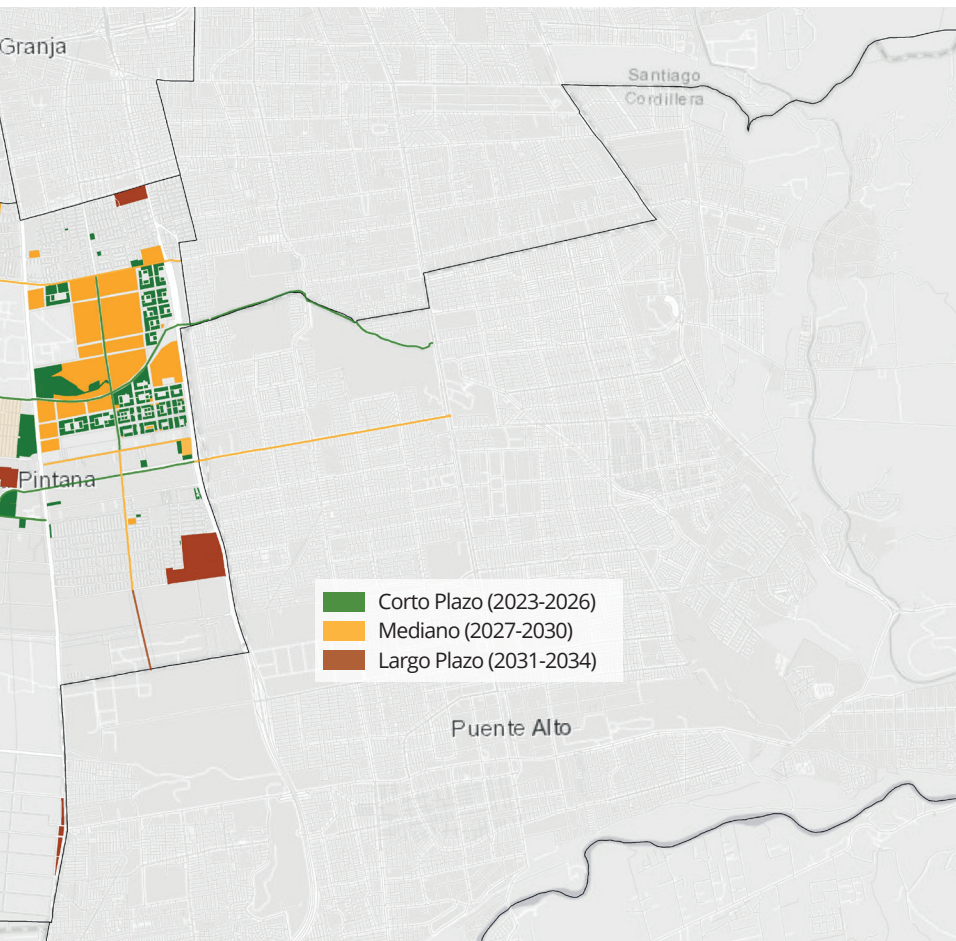 Granja
Santiago
Cordillera
Pintana
Corto Plazo (2023-2026)
Mediano (2027-2030)
Largo Plazo (2031-2034)
Puente Alto